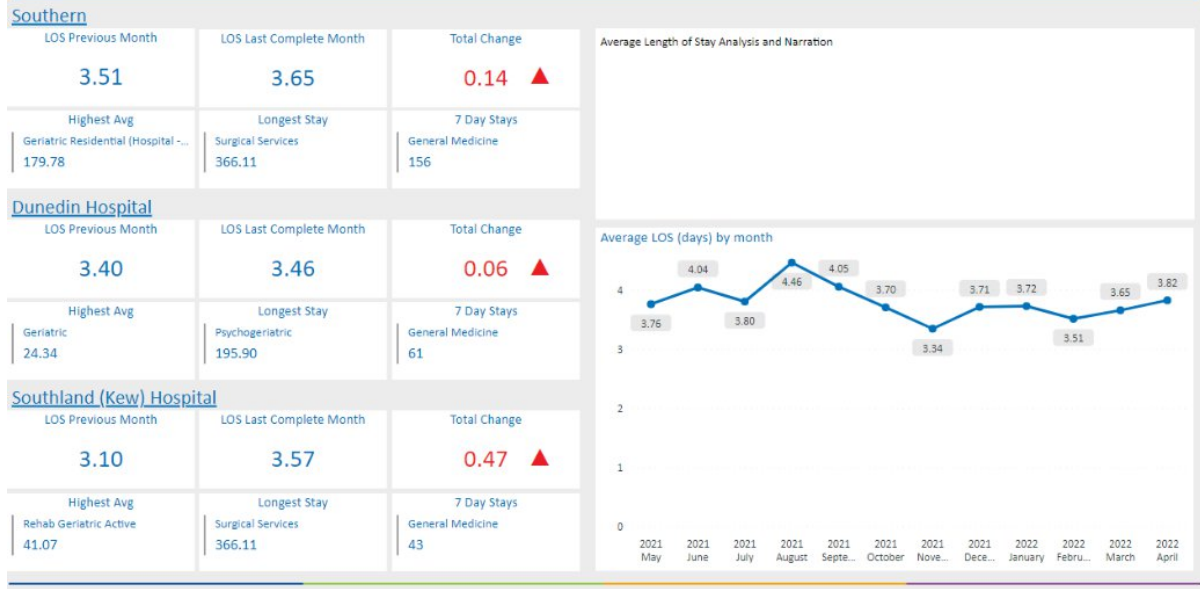 Southern
LOS Previous Month
LOS Last Complete Month
Total Change
3.51
3.65
0.14
Highest Avg
Longest Stay
7 Day Stays
Geriatric Residential (Hospital -...
Surgical Services
General Medicine
179.78
366.11
156
Dunedin Hospital
LOS Previous Month
LOS Last Complete Month
Total Change
3.40
3.46
0.06
Highest Avg
Longest Stay
7 Day Stays
Geriatric
Psychogeriatric
General Medicine
24.34
195.90
61
Southland (Kew) Hospital
LOS Previous Month
LOS Last Complete Month
Total Change
3.10
3.57
0.47
Highest Avg
Longest Stay
7 Day Stays
Rehab Geriatric Active
Surgical Services
General Medicine
41.07
366.11
43
Average Length of Stay Analysis and Narration
Average LOS (days) by month
4
3
2
1
0
3.76
4.04
3.80
4.46
4.05
3.70
3.34
3.71
3.72
3.51
3.65
3.82
2021 May
2021 June
2021 July
2021 August
2021 Septe...
2021 October
2021 Nove...
2021 Dece...
2022 January
2022 Febru...
2022 March
2022 April